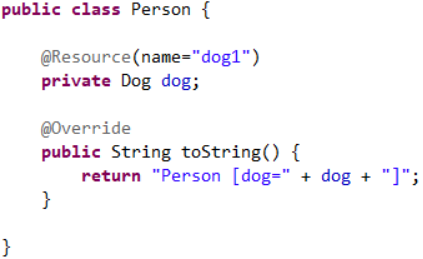 public class Person {
@Resource(name="dog1")
private Dog dog;
@Override
public String toString() {
return "Person [dog=" + dog + "]";
}
}